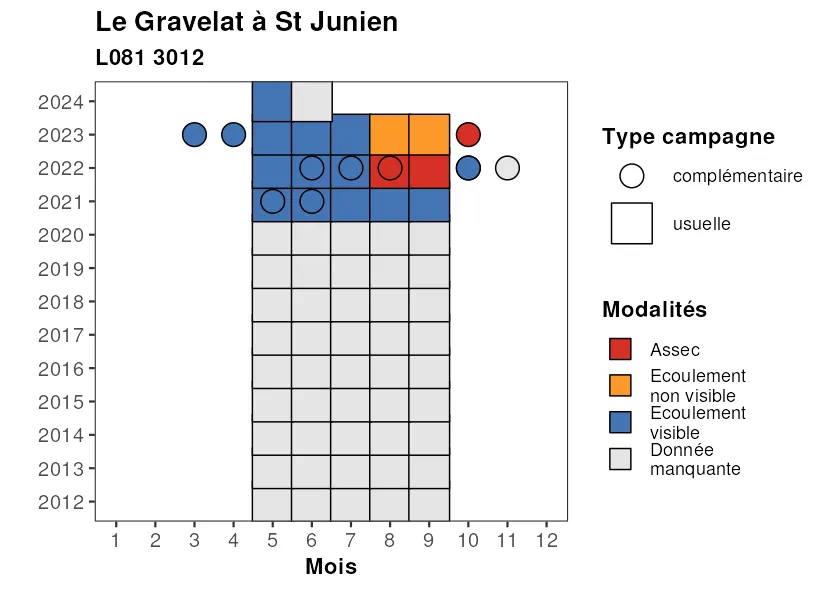 Le Gravelat à St Junien
L081 3012
2024
2023
2022
2021
2020
2019
2018
2017
2016
2015
2014
2013
2012
1 2 3 4 5 6 7 8 9 10 11 12
Mois
Type campagne
complémentaire
usuelle
Modalités
Assec
Ecoulement
non visible
Ecoulement
visible
Donnée
manquante